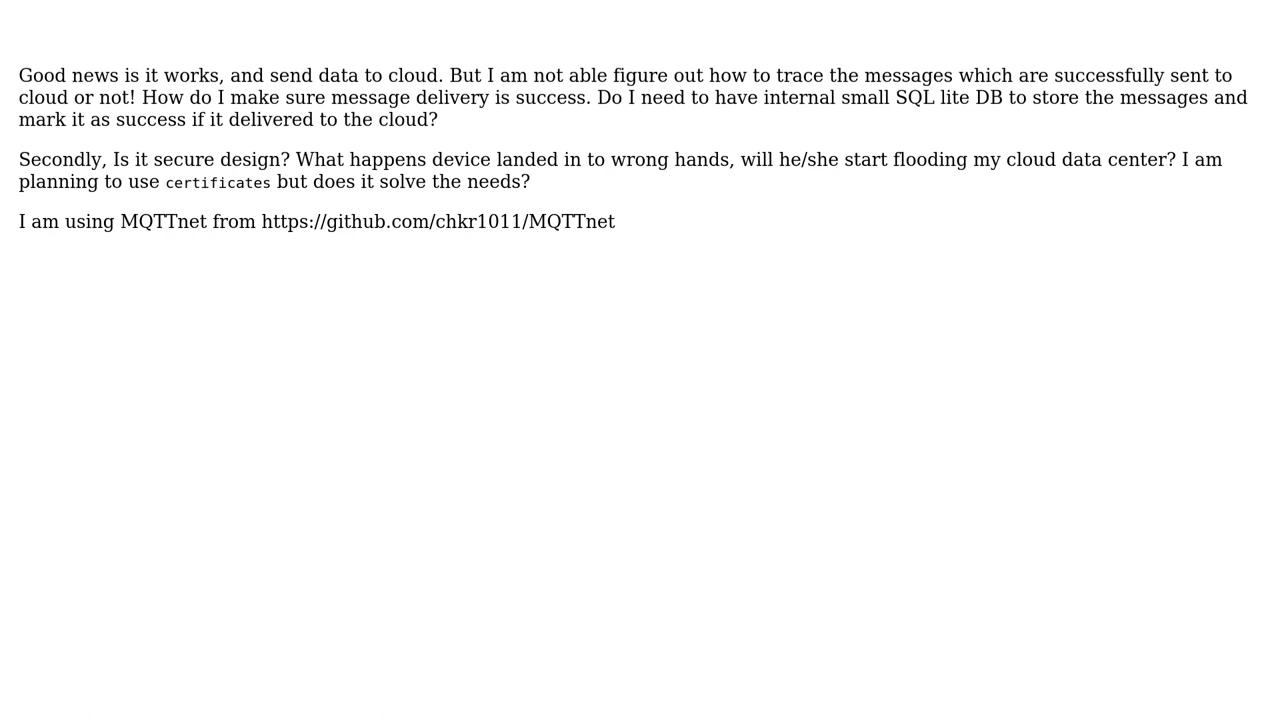 Good news is it works, and send data to cloud. But I am not able figure out how to trace the messages which are successfully sent to
cloud or not! How do I make sure message delivery is success. Do I need to have internal small SQL lite DB to store the messages and
mark it as success if it delivered to the cloud?
Secondly, Is it secure design? What happens device landed in to wrong hands, will he/she start flooding my cloud data center? I am
planning to use certificates but does it solve the needs?
I am using MQTTnet from https://github.com/chkr1011/MQTTnet